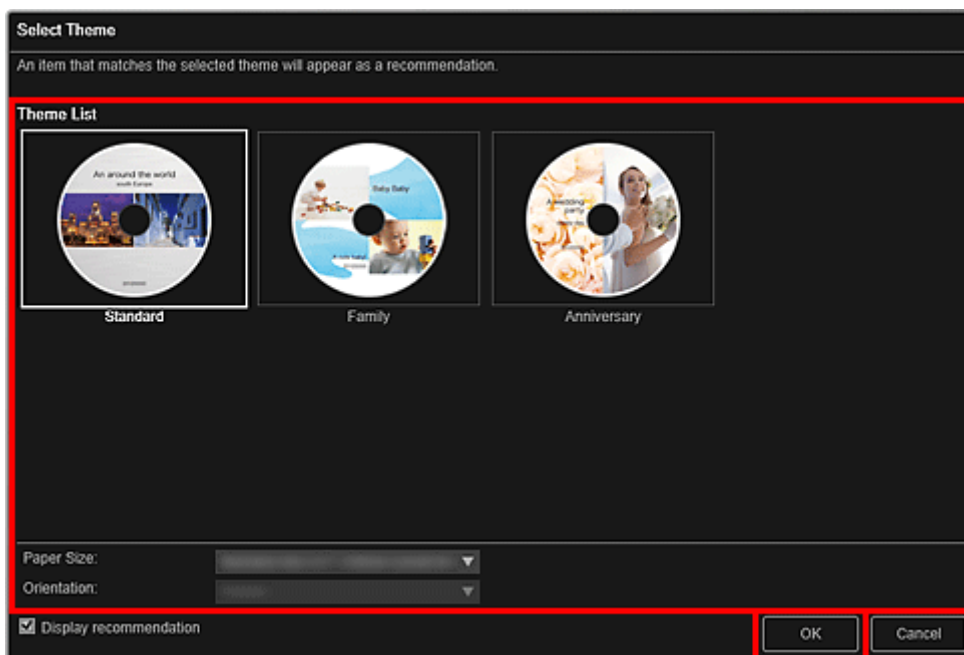 Select Theme
An item that matches the selected theme will appear as a recommendation.
Theme List
An around the world
south Europe
Baby Baby
A wedding
party
Standard
Family
Anniversary
Paper Size:
Orientation:
Display recommendation
OK
Cancel